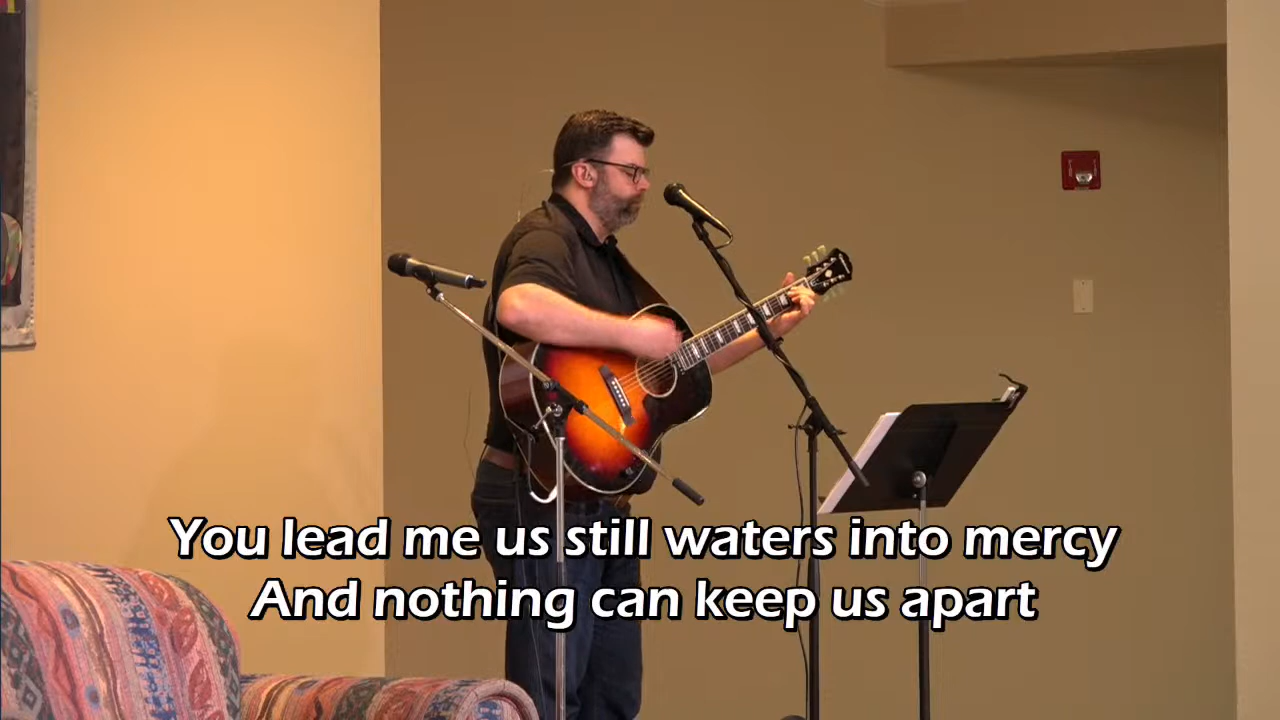 You lead me us still waters into mercy
And nothing can keep us apart